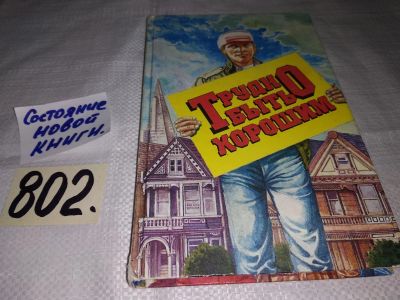 Состояние
новой
книги.
802.
Трудно
быть
хорошим